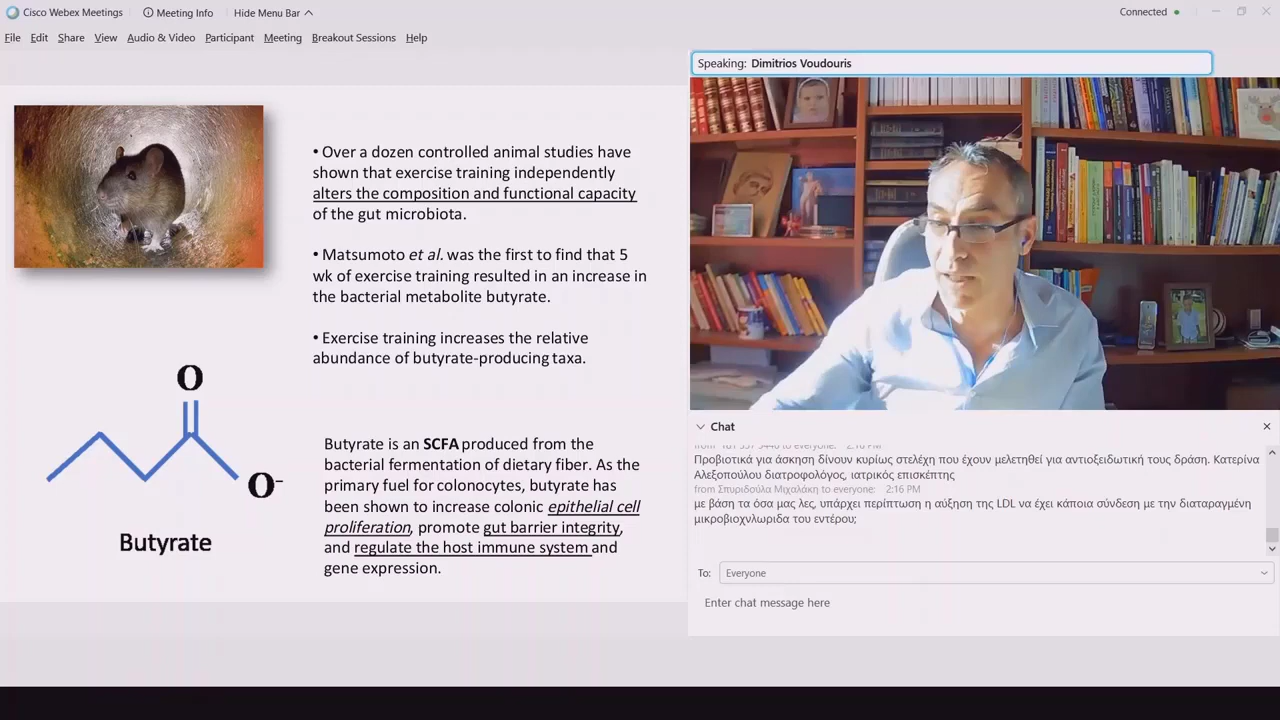 Cisco Webex Meetings
Meeting Info
Hide Menu Bar
Connected
File Edit Share View Audio & Video Participant Meeting Breakout Sessions Help
Speaking: Dimitrios Voudouris
• Over a dozen controlled animal studies have
shown that exercise training independently
alters the composition and functional capacity
of the gut microbiota.
• Matsumoto et al. was the first to find that 5
wk of exercise training resulted in an increase in
the bacterial metabolite butyrate.
• Exercise training increases the relative
abundance of butyrate-producing taxa.
O
O-
Butyrate
Butyrate is an SCFA produced from the
bacterial fermentation of dietary fiber. As the
primary fuel for colonocytes, butyrate has
been shown to increase colonic epithelial cell
proliferation, promote gut barrier integrity,
and regulate the host immune system and
gene expression.
Chat
to everyone: 2:16 PM
Προβιοτικά για άσκηση δίνουν κυρίως στελέχη που έχουν μελετηθεί για αντιοξειδωτική τους δράση. Κατερίνα
Αλεξοπούλου διατροφολόγος, ιατρικός επισκέπτης
from Σπυριδούλα Μιχαλάκη to everyone: 2:16 PM
με βάση τα όσα μας λες, υπάρχει περίπτωση η αύξηση της LDL να έχει κάποια σύνδεση με την διαταραγμένη
μικροβιοχνλωριδα του εντέρου;
To: Everyone
Enter chat message here